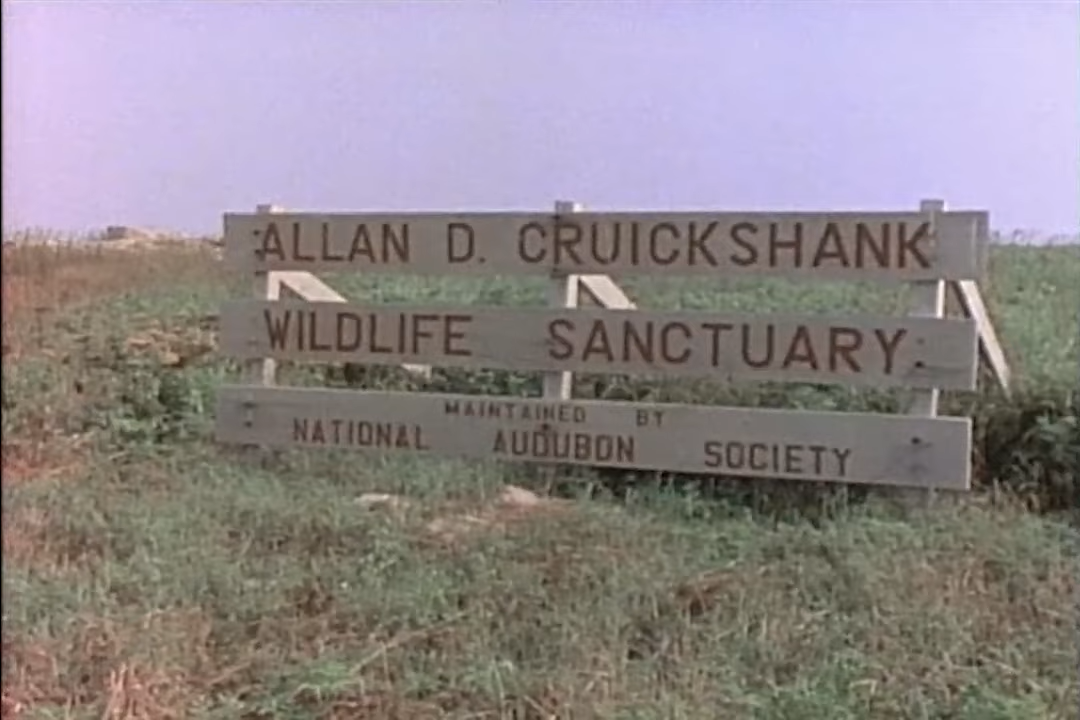 ALLAN D. CRUICKSHANK
WILDLIFE SANCTUARY
MAINTAINED BY
NATIONAL AUDUBON SOCIETY